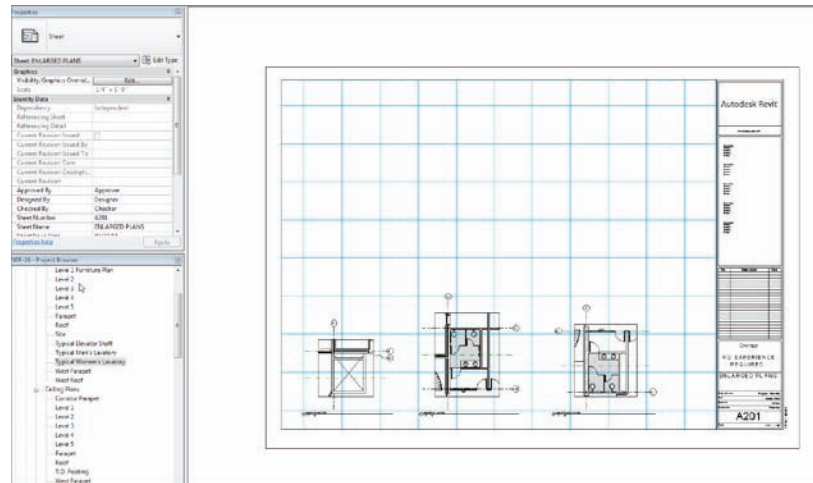 Properties
Sheet
Sheet: ENLARGED PLANS
Edit Type
Graphics
Visibility/Graphics Overrid...
Edit...
Scale
1/4" = 1'-0"
Identity Data
Dependency
Independent
Referencing Sheet
Referencing Detail
Current Revision Issued
Current Revision Issued By
Current Revision Issued To
Current Revision Date
Current Revision Descripti...
Current Revision
Approved By
Approver
Designed By
Designer
Checked By
Checker
Sheet Number
A201
Sheet Name
ENLARGED PLANS
Properties help
Apply
Project Browser
Level 1 Furniture Plan
Level 2
Level 3
Level 4
Level 5
Parapet
Roof
Site
Typical Elevator Shaft
Typical Men's Lavatory
Typical Women's Lavatory
West Parapet
West Roof
Ceiling Plans
Corridor Parapet
Level 1
Level 2
Level 3
Level 4
Level 5
Parapet
Roof
T.O. Footing
West Parapet
Autodesk Revit
Owner
NO EXPERIENCE
REQUIRED
ENLARGED PLANS
A201